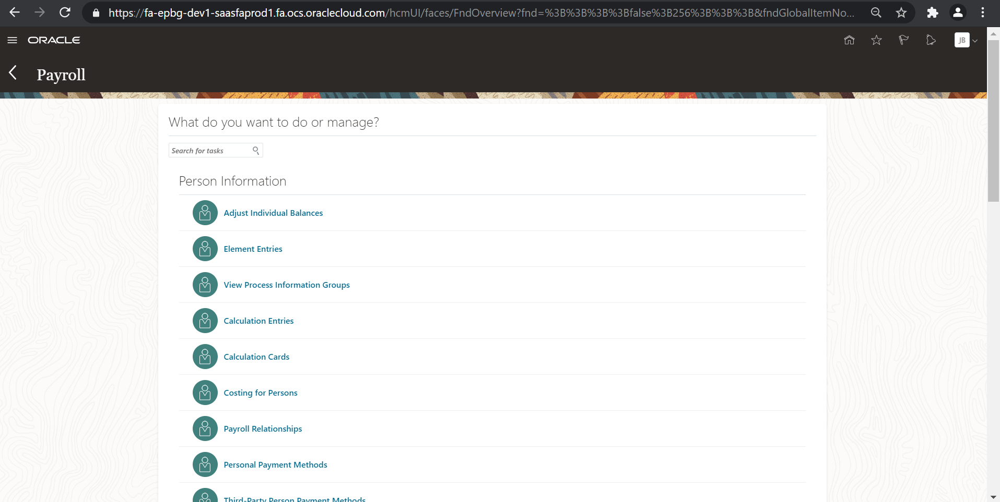 https://fa-epbg-dev1-saasfaprod1.fa.ocs.oraclecloud.com/hcmUI/faces/FndOverview?fnd=%3B%3B%3B%3Bfalse%3B256%3B%3B%3B&fndGlobalItemNo...
ORACLE
JB
Payroll
What do you want to do or manage?
Search for tasks
Person Information
Adjust Individual Balances
Element Entries
View Process Information Groups
Calculation Entries
Calculation Cards
Costing for Persons
Payroll Relationships
Personal Payment Methods
Third-Party Person Payment Methods